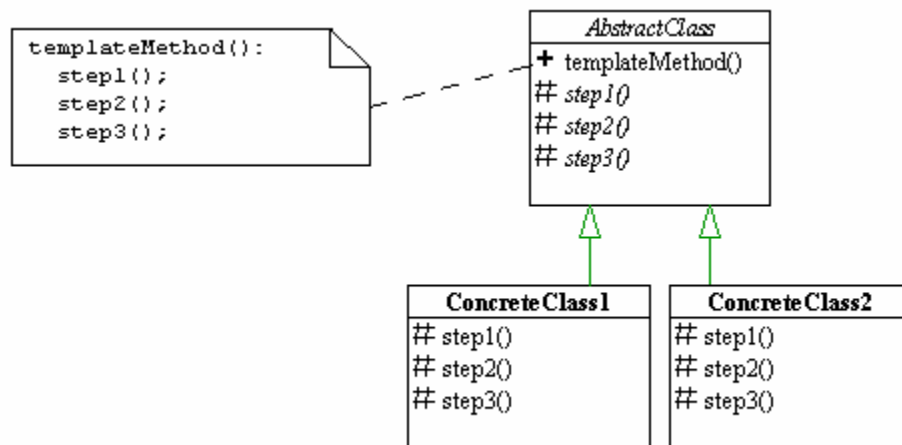 templateMethod():
step1();
step2();
step3();
AbstractClass
+ templateMethod()
# step1()
# step2()
# step3()
ConcreteClass1
# step1()
# step2()
# step3()
ConcreteClass2
# step1()
# step2()
# step3()